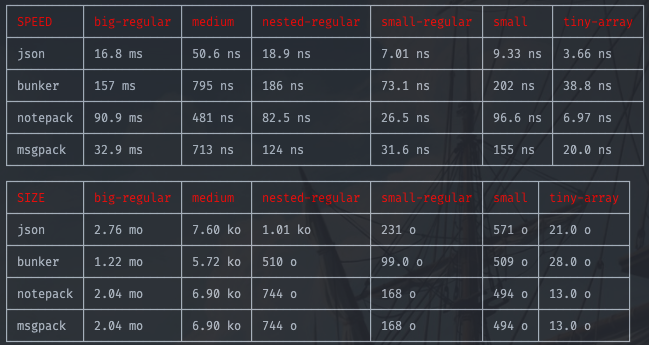 SPEED big-regular medium nested-regular small-regular small tiny-array
json 16.8 ms 50.6 ns 18.9 ns 7.01 ns 9.33 ns 3.66 ns
bunker 157 ms 795 ns 186 ns 73.1 ns 202 ns 38.8 ns
notepack 90.9 ms 481 ns 82.5 ns 26.5 ns 96.6 ns 6.97 ns
msgpack 32.9 ms 713 ns 124 ns 31.6 ns 155 ns 20.0 ns
SIZE big-regular medium nested-regular small-regular small tiny-array
json 2.76 mo 7.60 ko 1.01 ko 231 o 571 o 21.0 o
bunker 1.22 mo 5.72 ko 510 o 99.0 o 509 o 28.0 o
notepack 2.04 mo 6.90 ko 744 o 168 o 494 o 13.0 o
msgpack 2.04 mo 6.90 ko 744 o 168 o 494 o 13.0 o